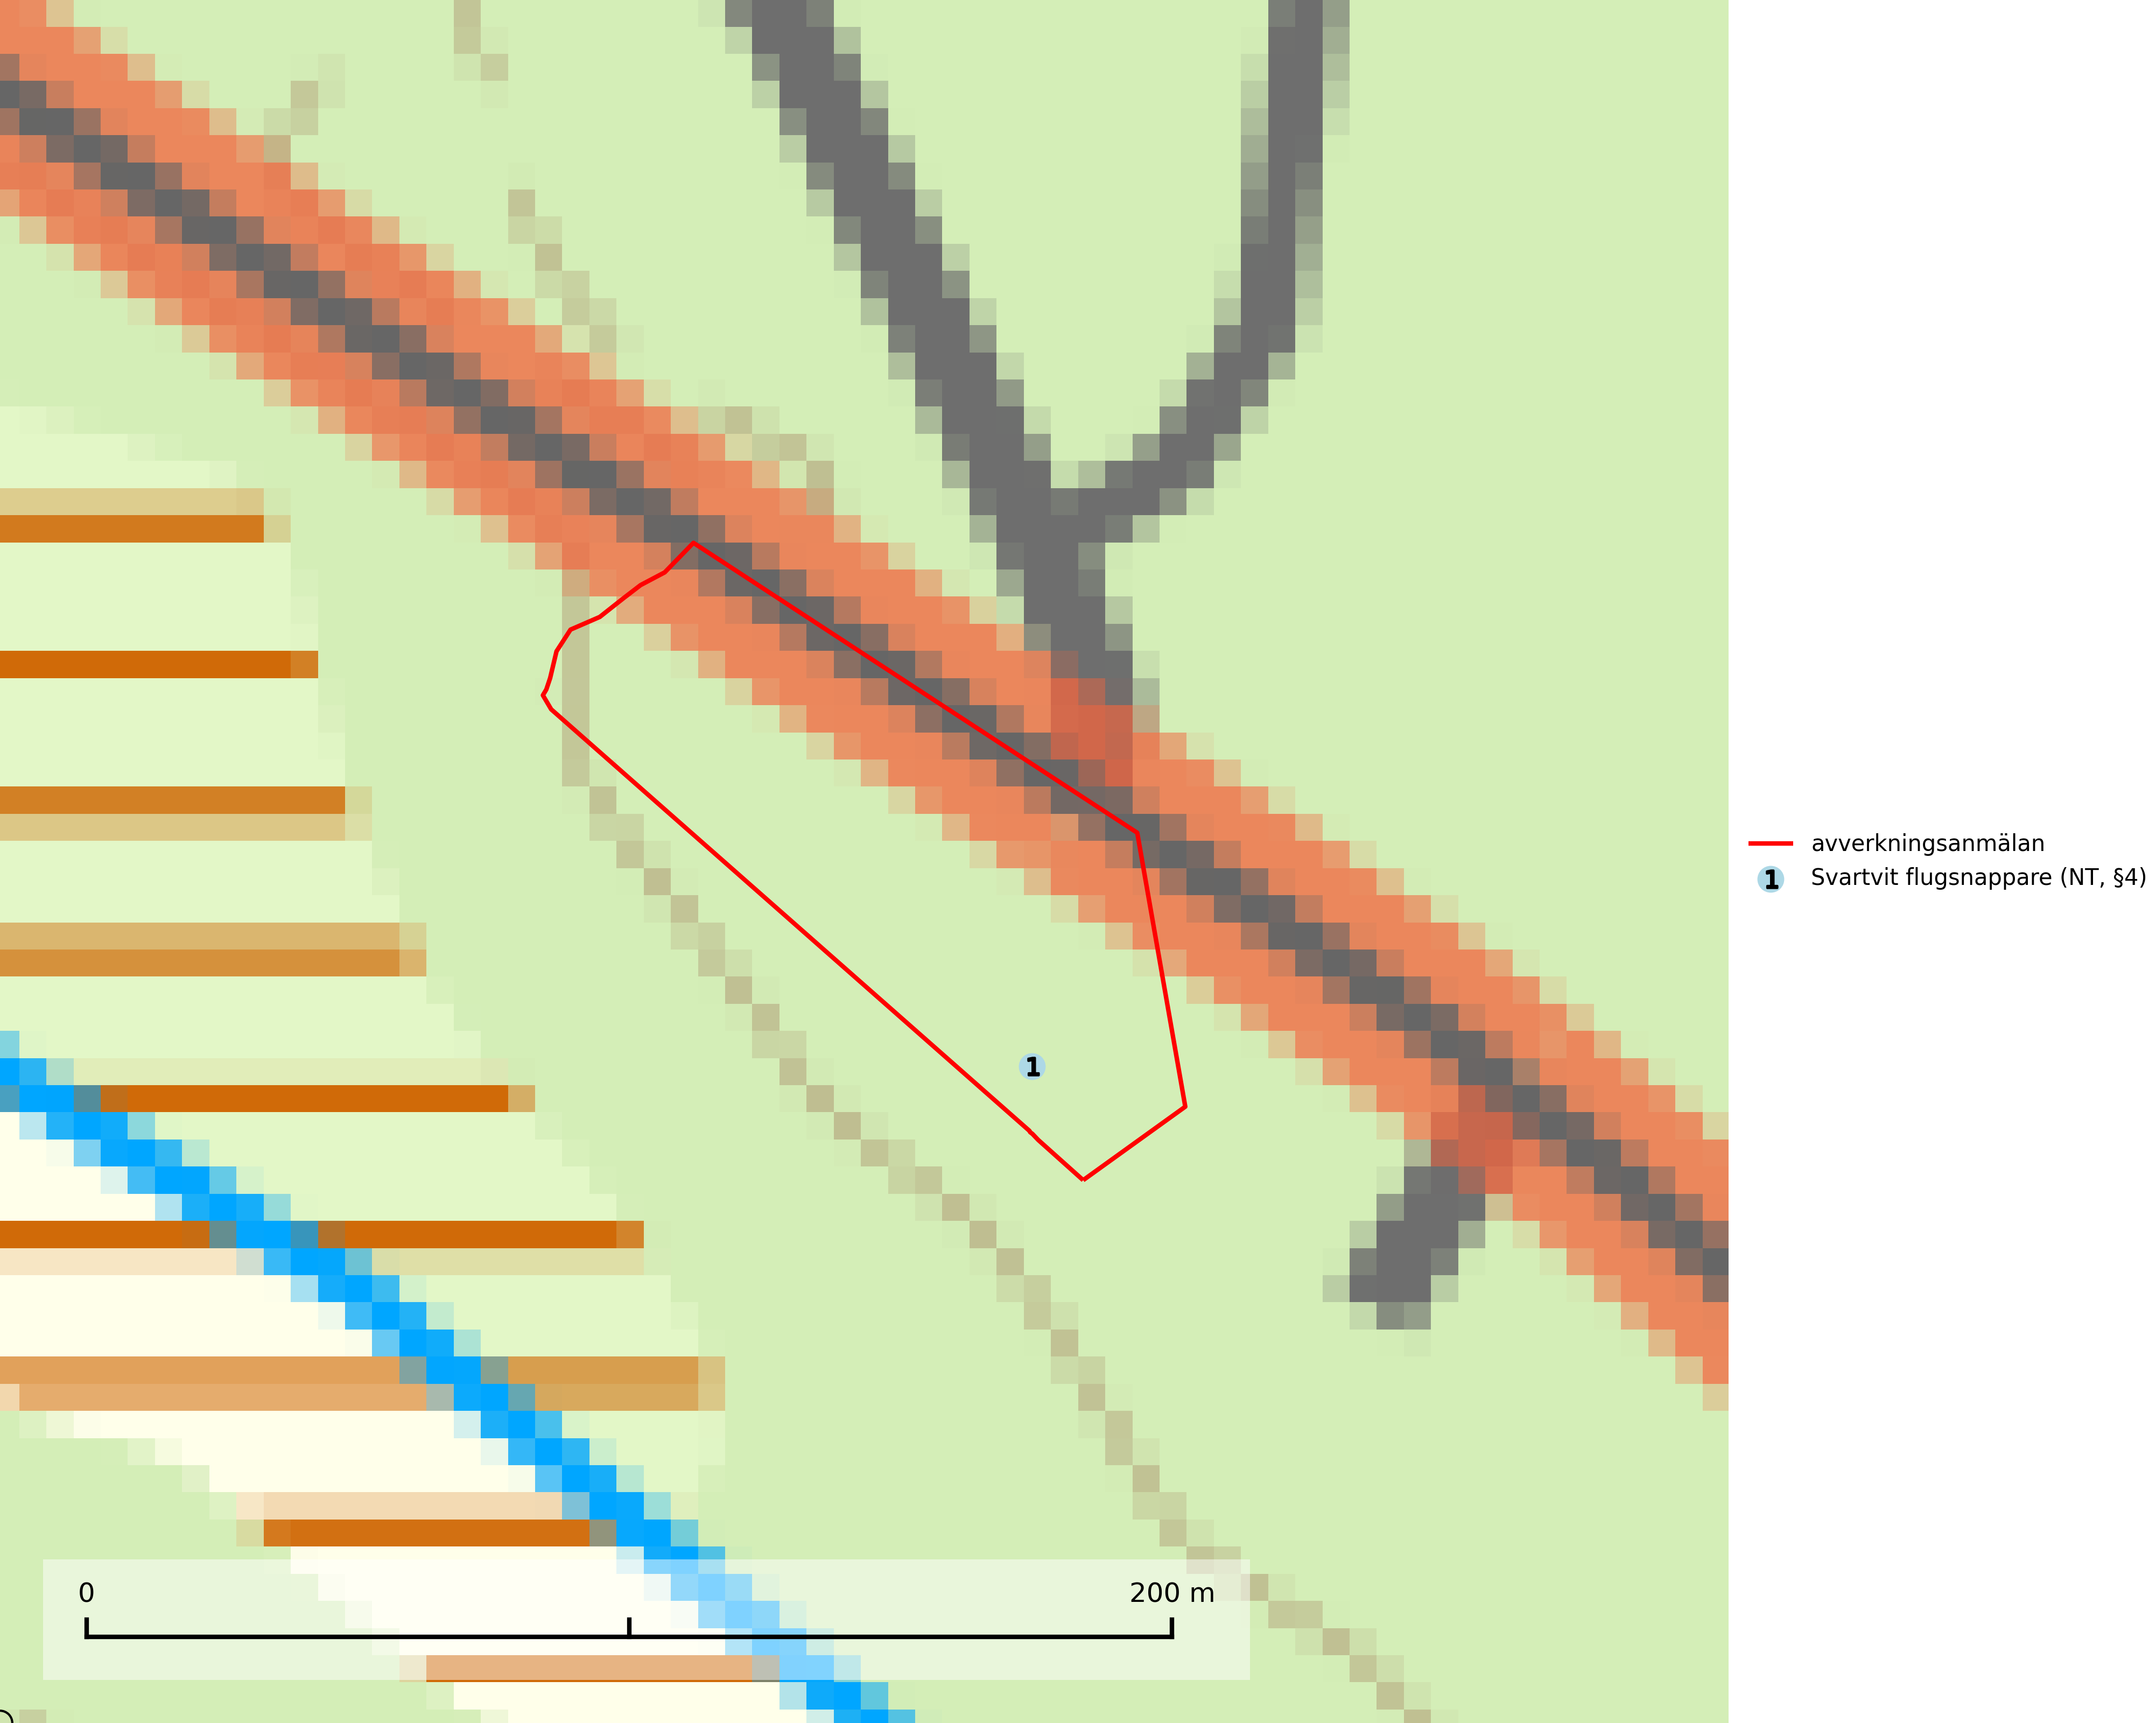 avverkningsanmälan
1 Svartvit flugsnappare (NT, §4)
1
0 200 m